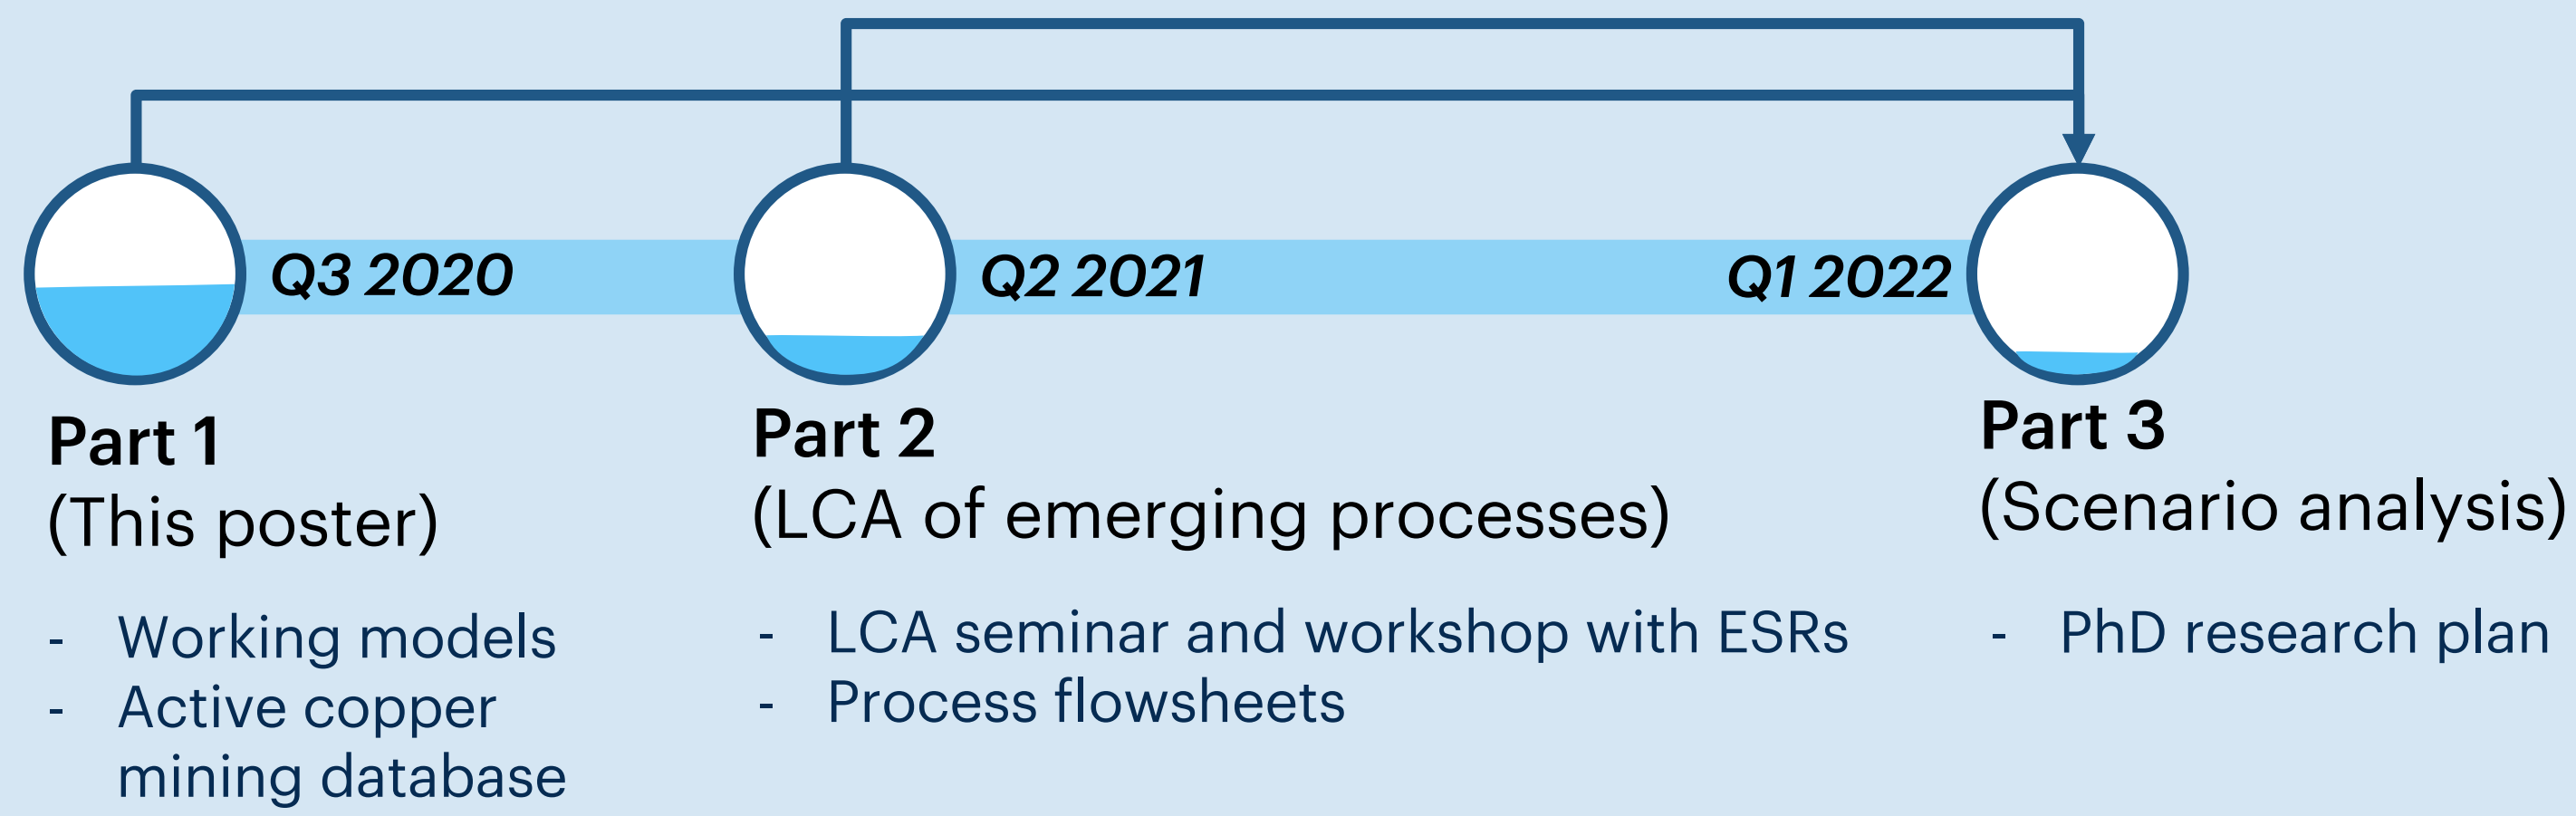 Q3 2020
Q2 2021
Q1 2022
Part 1
(This poster)
- Working models
- Active copper
mining database
Part 2
(LCA of emerging processes)
- LCA seminar and workshop with ESRs
- Process flowsheets
Part 3
(Scenario analysis)
- PhD research plan